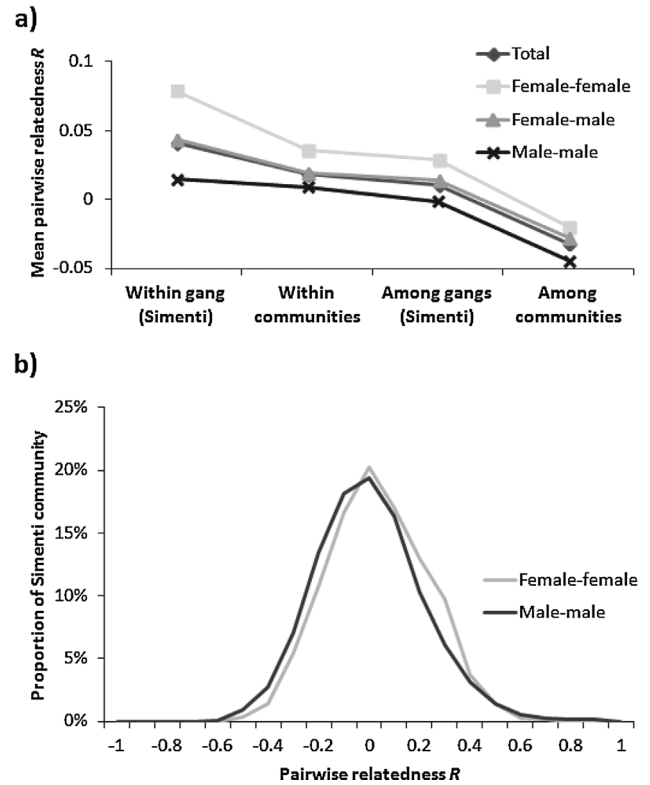 a)
Mean pairwise relatedness R
0.1
0.05
0
-0.05
Total
Female-female
Female-male
Male-male
Within gang
(Simenti)
Within
communities
Among gangs
(Simenti)
Among
communities
b)
Proportion of Simenti community
25%
20%
15%
10%
5%
0%
Female-female
Male-male
-1 -0.8 -0.6 -0.4 -0.2 0 0.2 0.4 0.6 0.8 1
Pairwise relatedness R